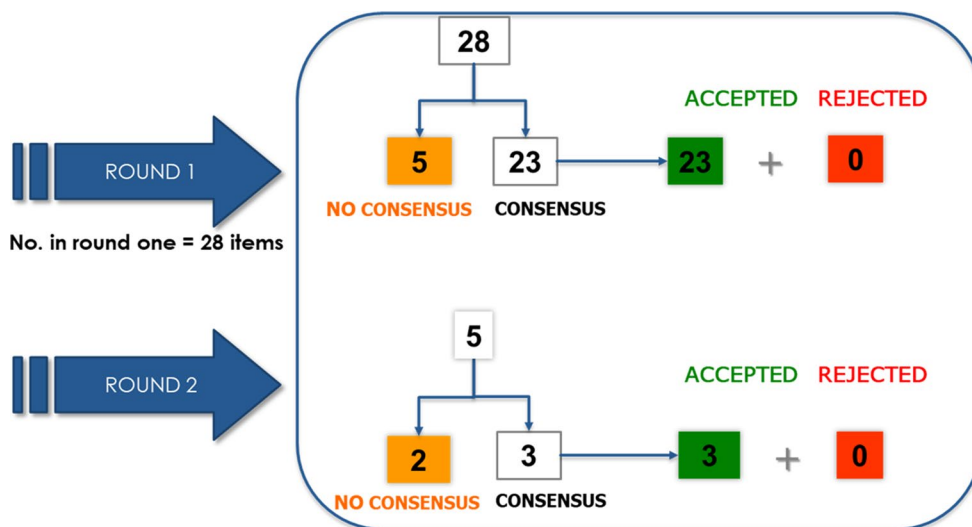 28
ACCEPTED REJECTED
ROUND 1
5 23 23 + 0
NO CONSENSUS CONSENSUS
No. in round one = 28 items
5
ROUND 2
ACCEPTED REJECTED
2 3 3 + 0
NO CONSENSUS CONSENSUS